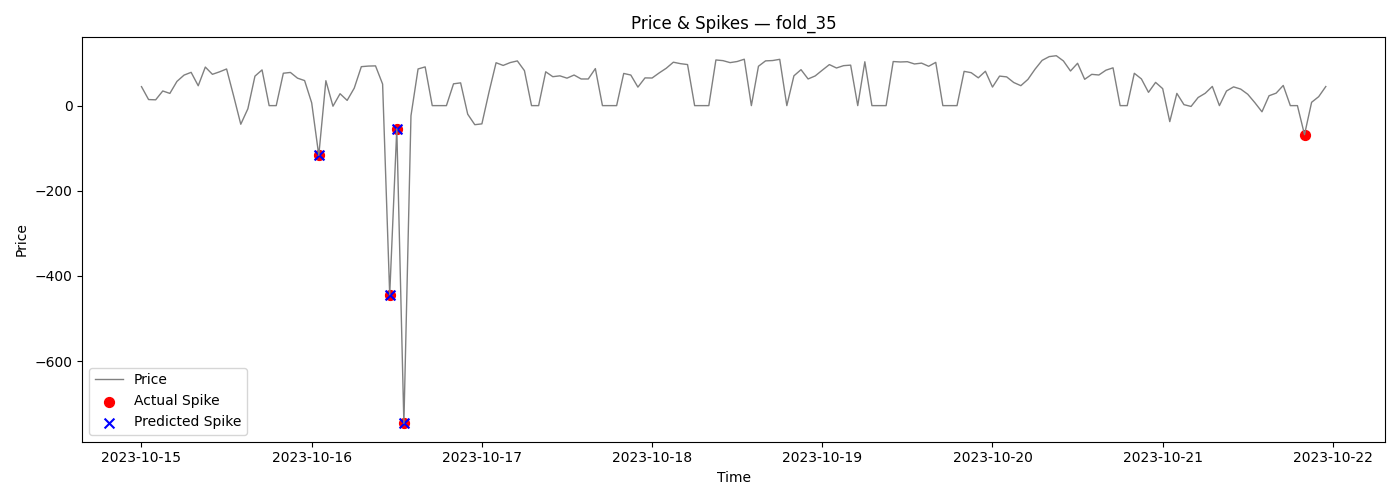 Price & Spikes — fold_35
Price
0
−200
−400
−600
Price
Actual Spike
Predicted Spike
2023-10-15 2023-10-16 2023-10-17 2023-10-18 2023-10-19 2023-10-20 2023-10-21 2023-10-22
Time